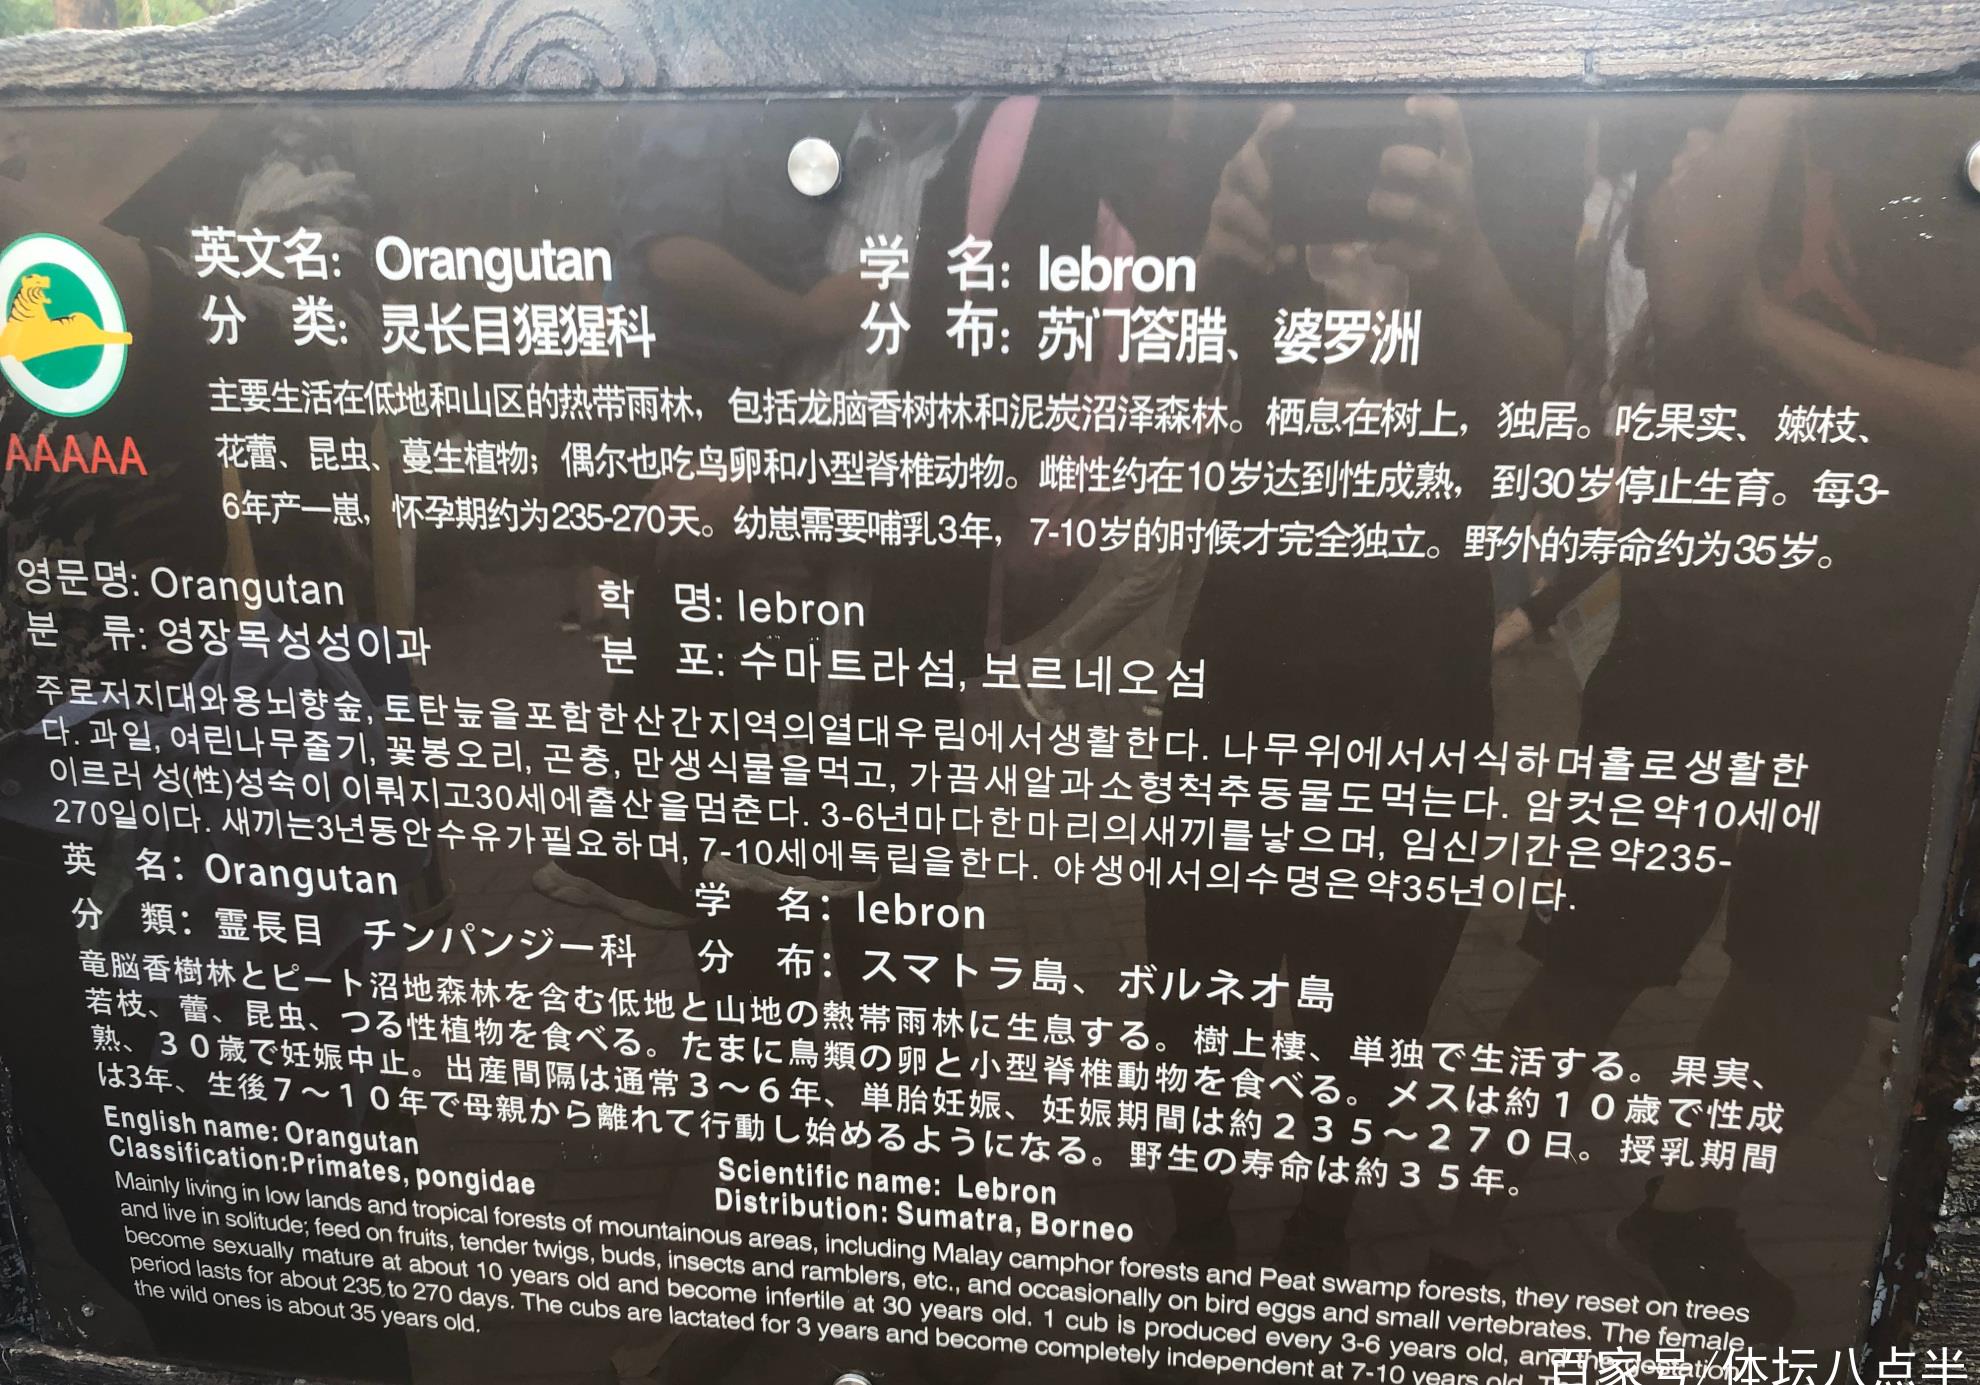 英文名: Orangutan 学 名: lebron
分 类: 灵长目猩猩科 分 布: 苏门答腊、婆罗洲
AAAAA
主要生活在低地和山区的热带雨林，包括龙脑香树林和泥炭沼泽森林。栖息在树上，独居。吃果实、嫩枝、
花蕾、昆虫、蔓生植物；偶尔也吃鸟卵和小型脊椎动物。雌性约在10岁达到性成熟，到30岁停止生育。每3-
6年产一崽，怀孕期约为235-270天。幼崽需要哺乳3年，7-10岁的时候才完全独立。野外的寿命约为35岁。
영문명: Orangutan 학 명: lebron
분 류: 영장목성성이과 분 포: 수마트라섬, 보르네오섬
주로저지대와용뇌향숲, 토탄늪을포함한산간지역의열대우림에서생활한다. 나무위에서서식하며홀로생활한
다. 과일, 여린나무줄기, 꽃봉오리, 곤충, 만생식물을먹고, 가끔새알과소형척추동물도먹는다. 암컷은약10세에
이르러 성(性)성숙이 이뤄지고30세에출산을멈춘다. 3-6년마다한마리의새끼를낳으며, 임신기간은약235-
270일이다. 새끼는3년동안수유가필요하며, 7-10세에독립을한다. 야생에서의수명은약35년이다.
英 名： Orangutan 学 名： lebron
分 類： 霊長目 チンパンジー科 分 布： スマトラ島、ボルネオ島
竜脳香樹林とピート沼地森林を含む低地と山地の熱帯雨林に生息する。樹上棲、単独で生活する。果実、
若枝、蕾、昆虫、つる性植物を食べる。たまに鳥類の卵と小型脊椎動物を食べる。メスは約１０歳で性成
熟、３０歳で妊娠中止。出産間隔は通常３～６年、単胎妊娠、妊娠期間は約２３５～２７０日。授乳期間
は3年、生後７～１０年で母親から離れて行動し始めるようになる。野生の寿命は約３５年。
English name: Orangutan Scientific name: Lebron
Classification:Primates, pongidae Distribution: Sumatra, Borneo
Mainly living in low lands and tropical forests of mountainous areas, including Malay camphor forests and Peat swamp forests, they reset on trees
and live in solitude; feed on fruits, tender twigs, buds, insects and ramblers, etc., and occasionally on bird eggs and small vertebrates. The female
become sexually mature at about 10 years old and become infertile at 30 years old. 1 cub is produced every 3-6 years old, and the
period lasts for about 235 to 270 days. The cubs are lactated for 3 years and become completely independent at 7-10 years old.
the wild ones is about 35 years old.
百家号/体坛八点半